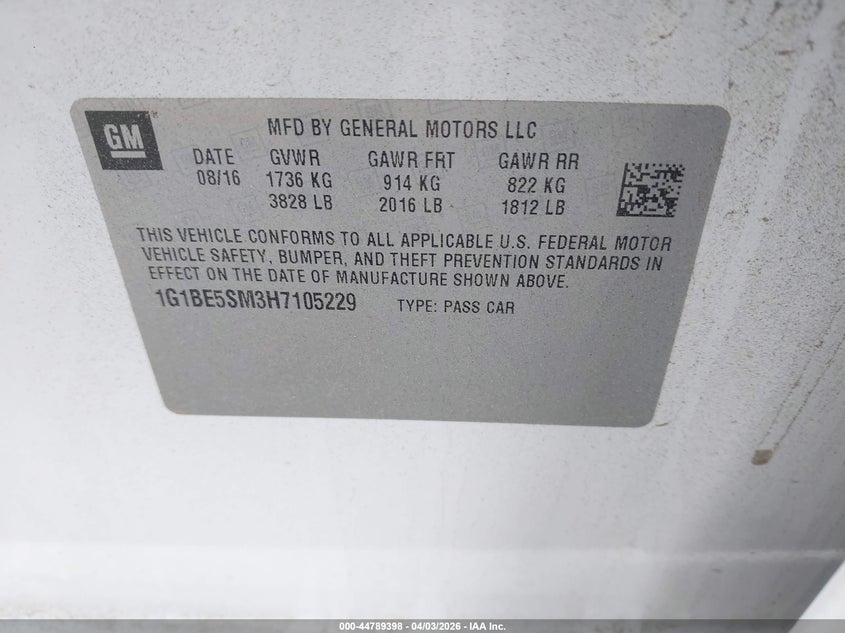 GM
MFD BY GENERAL MOTORS LLC
DATE GVWR GAWR FRT GAWR RR
08/16 1736 KG 914 KG 822 KG
3828 LB 2016 LB 1812 LB
THIS VEHICLE CONFORMS TO ALL APPLICABLE U.S. FEDERAL MOTOR
VEHICLE SAFETY, BUMPER, AND THEFT PREVENTION STANDARDS IN
EFFECT ON THE DATE OF MANUFACTURE SHOWN ABOVE.
1G1BE5SM3H7105229 TYPE: PASS CAR
000-44789398 - 04/03/2026 - IAA Inc.